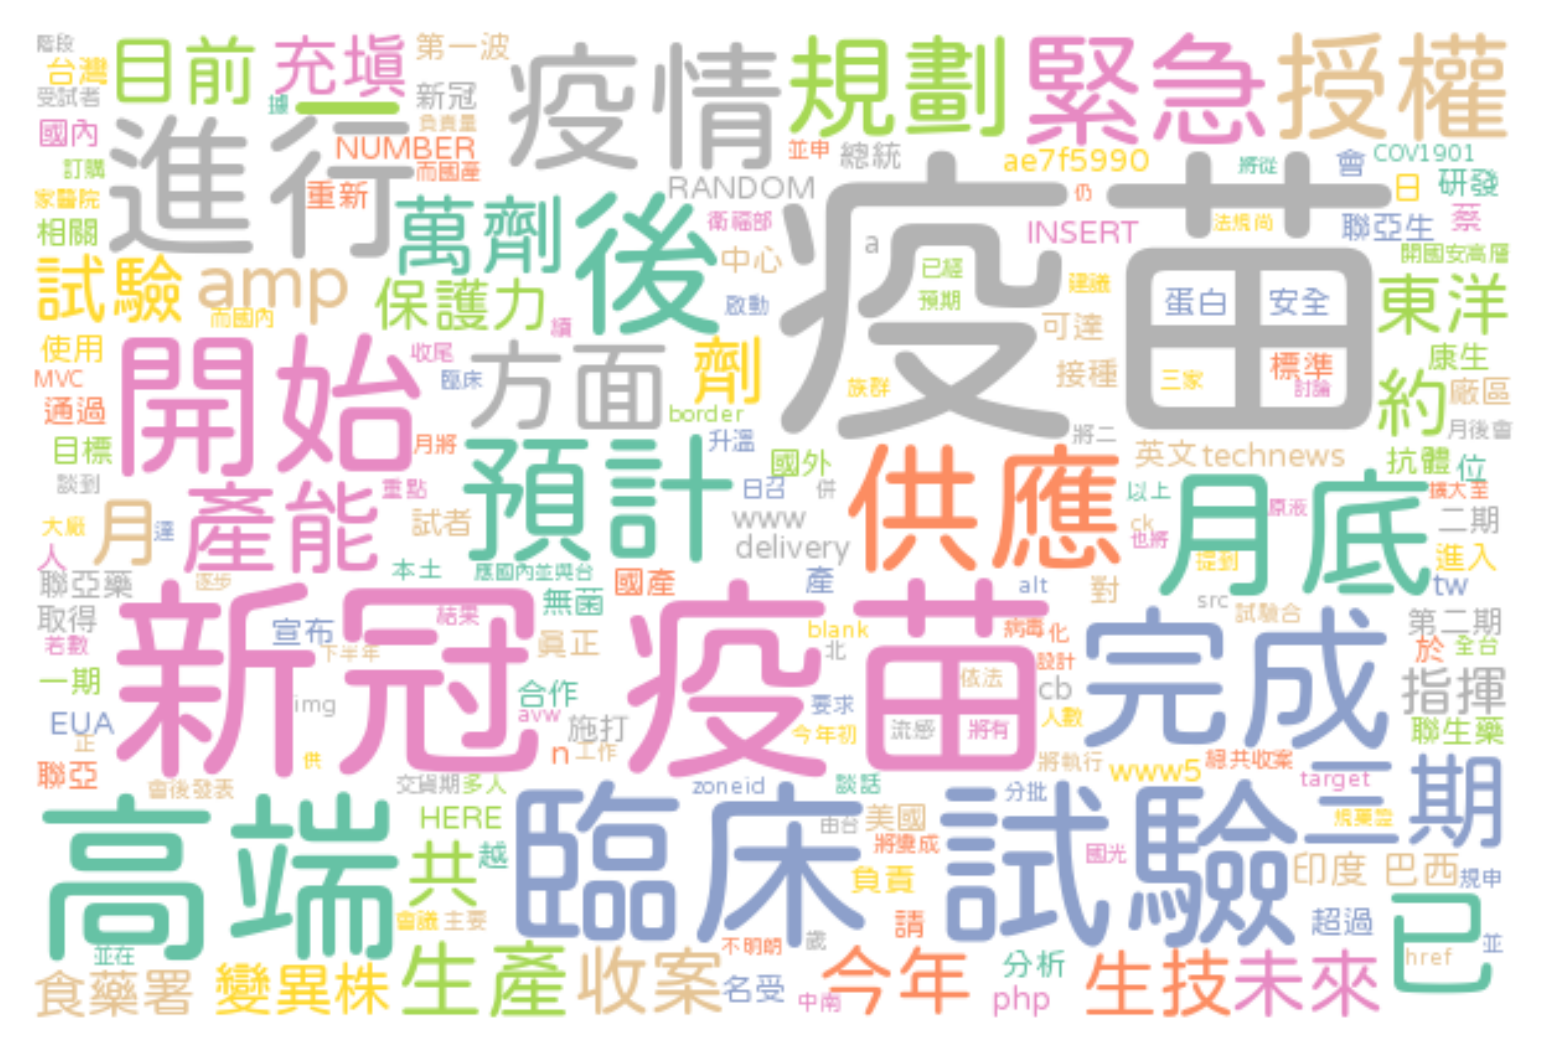 階段
台灣
受試者
目前
充填
據
一
第一波
新冠
負責量
疫情
規劃
緊急
授權
國內
訂購
家醫院
相關
進行
NUMBER
而國產
重新
RANDOM
並申
總統
ae7f5990
將從
會
COV1901
仍
日
研發
疫苗
萬劑
後
衛福部
中心
a
INSERT
法規尚
聯亞生
蔡
開國安高層
試驗
amp
而國內
保護力
續
啟動
已經
預期
建議
可達
蛋白
安全
東洋
使用
MVC
通過
開始
收尾
臨床
方面
劑
border
族群
接種
三家
標準
討論
康生
約
廠區
月後會
目標
談到
月將
預計
升溫
國外
將二
供應
英文
technews
抗體
位
大廠
人
月
達
產能
重點
試者
日召
併
www
delivery
以上
ck
也將
月底
原液
提到
擴大至
二期
進入
tw
聯亞藥
取得
若數
逐步
本土
應國內並與台
無菌
國產
產
alt
對
src
試驗合
第二期
於
全台
一期
EUA
正
聯亞
新冠
宣布
下半年
結果
img
真正
合作
avw
施打
n
工作
供
疫苗
blank
北
病毒
化
設計
依法
cb
要求
人數
今年初
流感
將有
完成
指揮
聯生藥
會後發表
交貨期
多人
zoneid
談話
將執行
www5
總共收案
target
高端
HERE
共
越
會議
主要
臨床試驗
由台
美國
將變成
分批
國光
負責
請
三期
規藥證
印度
巴西
規申
超過
已
href
並
並在
食藥署
變異株
生產
收案
不明朗
歲
名受
中南
今年
分析
php
生技
未來